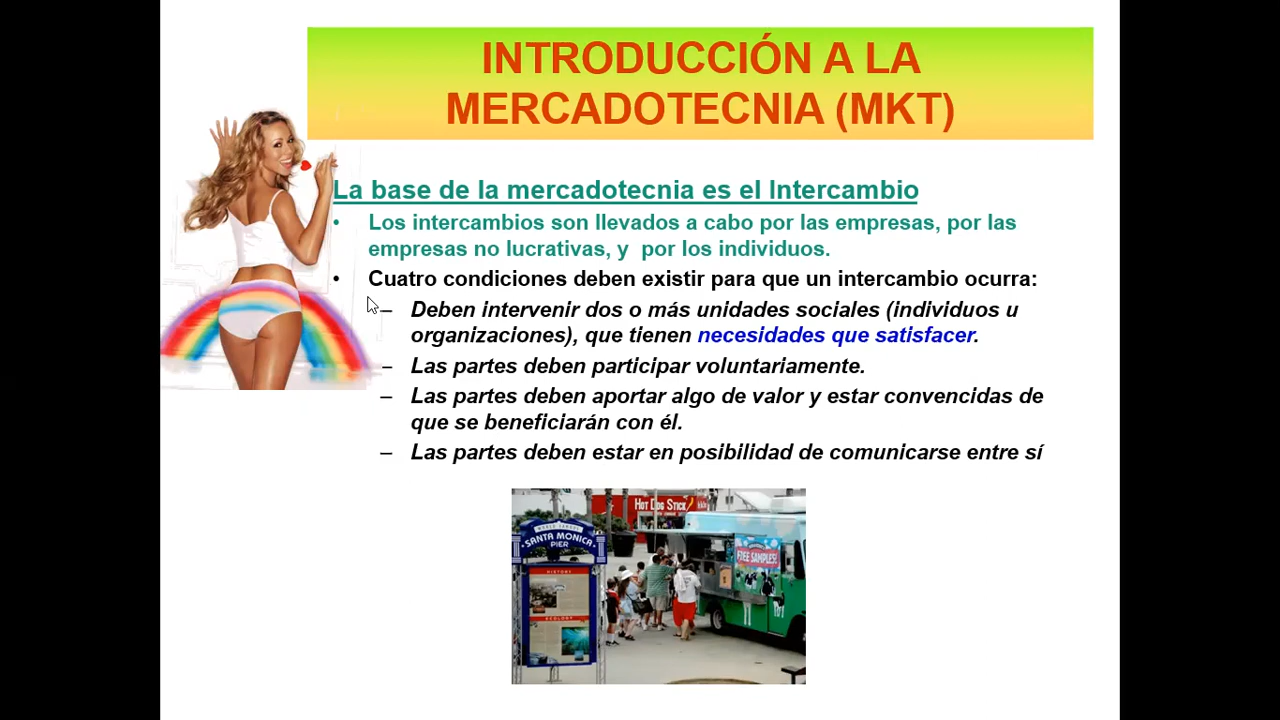 INTRODUCCIÓN A LA
MERCADOTECNIA (MKT)
La base de la mercadotecnia es el Intercambio
• Los intercambios son llevados a cabo por las empresas, por las
empresas no lucrativas, y por los individuos.
• Cuatro condiciones deben existir para que un intercambio ocurra:
– Deben intervenir dos o más unidades sociales (individuos u
organizaciones), que tienen necesidades que satisfacer.
– Las partes deben participar voluntariamente.
– Las partes deben aportar algo de valor y estar convencidas de
que se beneficiarán con él.
– Las partes deben estar en posibilidad de comunicarse entre sí
HOT DOG STICK
WORLD FAMOUS
SANTA MONICA
PIER
FREE SAMPLES!
HISTORY
ECOLOGY